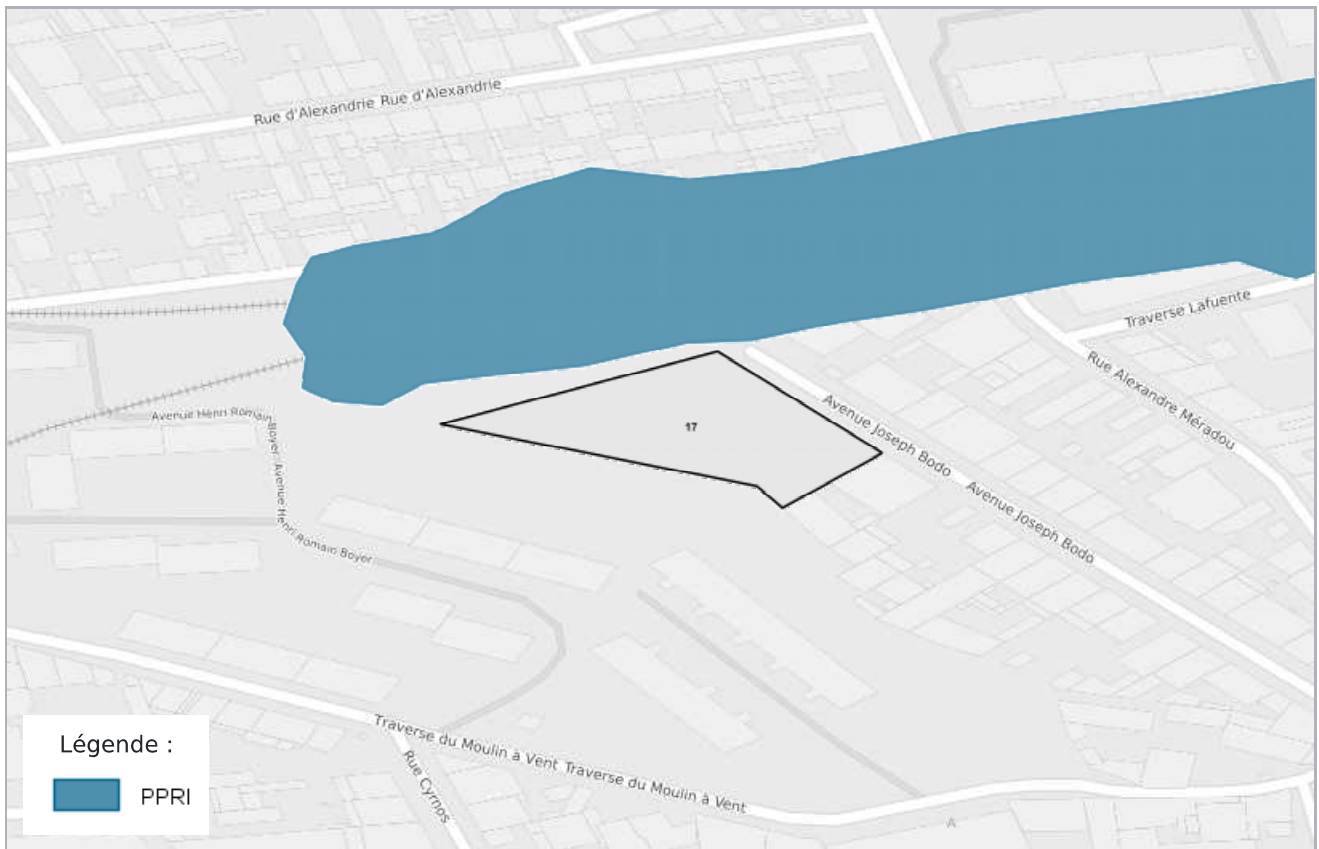 Rue d'Alexandrie Rue d'Alexandrie
Traverse Lafuente
Rue Alexandre Méradou
Avenue Joseph Bodo
Avenue Joseph Bodo
17
Avenue Henri Romain Boyer
Avenue Henri Romain Boyer
Traverse du Moulin à Vent Traverse du Moulin à Vent
Rue Cyrnos
A
Légende :
PPRI